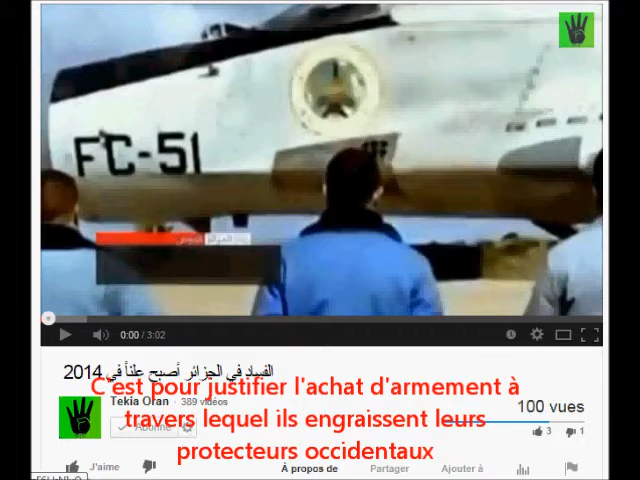 FC-51
0:00 / 3:02
الفساد في الجزائر أصبح علناً في 2014
C'est pour justifier l'achat d'armement à
travers lequel ils engraissent leurs
protecteurs occidentaux
Tekia Oran · 389 vidéos
Abonné
100 vues
3 1
J'aime
À propos de Partager Ajouter à